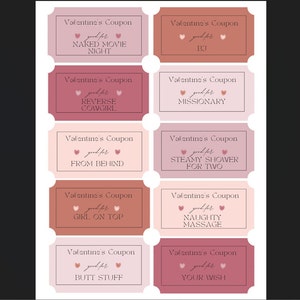 Valentine's Coupon
good for
NAKED MOVIE
NIGHT
Valentine's Coupon
good for
BJ
Valentine's Coupon
good for
REVERSE
COWGIRL
Valentine's Coupon
good for
MISSIONARY
Valentine's Coupon
good for
FROM BEHIND
Valentine's Coupon
good for
STEAMY SHOWER
FOR TWO
Valentine's Coupon
good for
GIRL ON TOP
Valentine's Coupon
good for
NAUGHTY
MASSAGE
Valentine's Coupon
good for
BUTT STUFF
Valentine's Coupon
good for
YOUR WISH